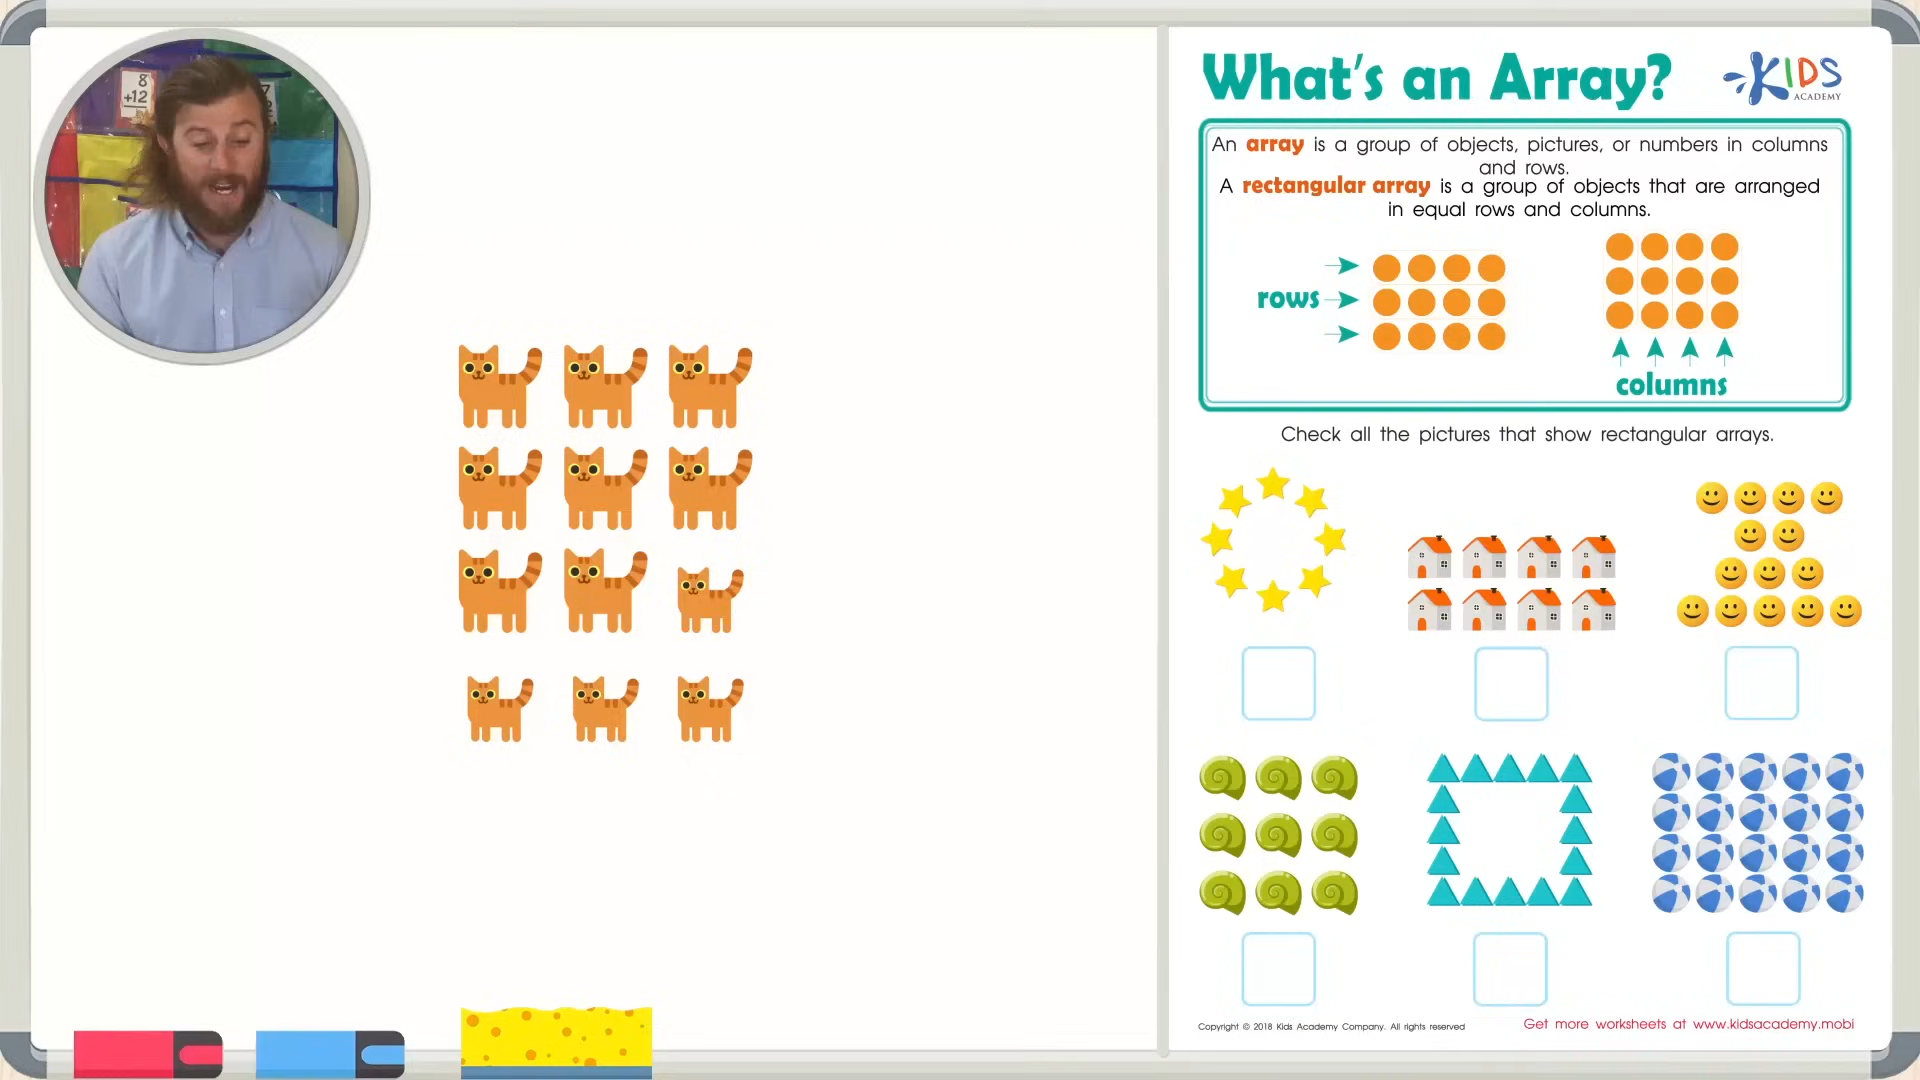 8
+12
What's an Array?
KIDS
ACADEMY
An array is a group of objects, pictures, or numbers in columns
and rows.
A rectangular array is a group of objects that are arranged
in equal rows and columns.
rows
columns
Check all the pictures that show rectangular arrays.
Copyright © 2018 Kids Academy Company. All rights reserved
Get more worksheets at www.kidsacademy.mobi